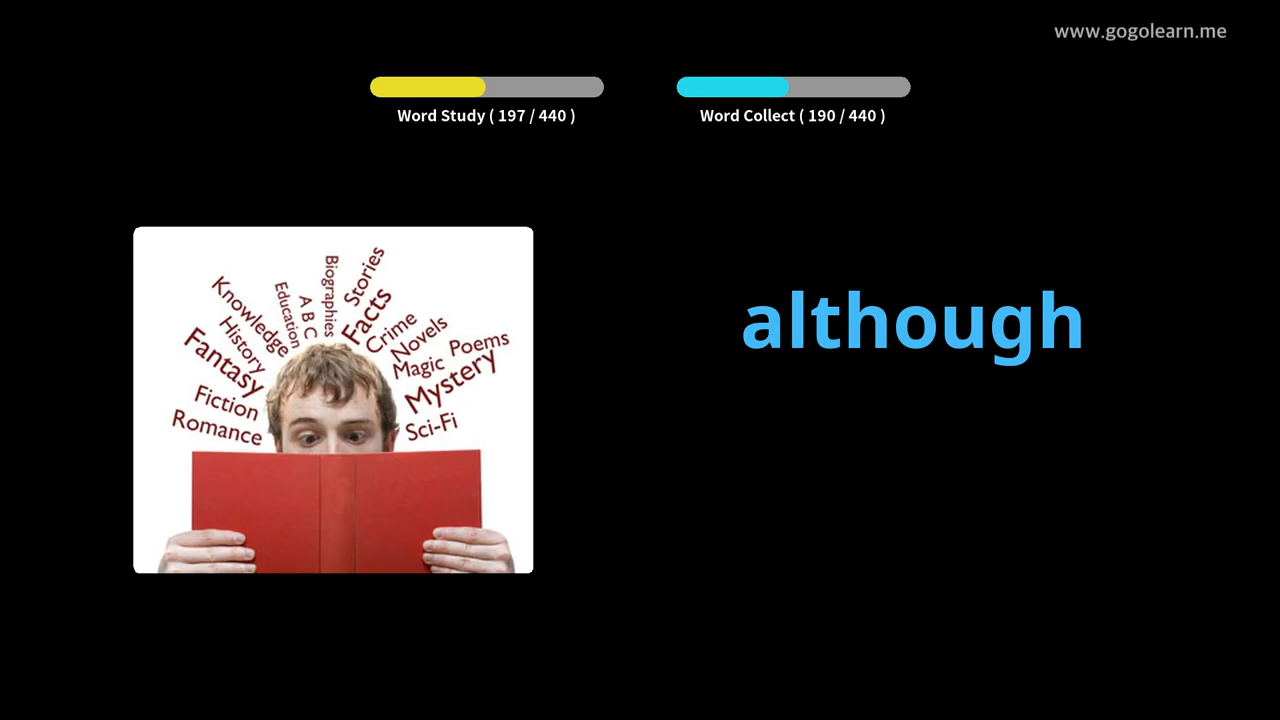 www.gogolearn.me
Word Study ( 197 / 440 )
Word Collect ( 190 / 440 )
although
Romance
Fiction
Fantasy
History
Knowledge
Education
A B C
Biographies
Stories
Facts
Crime
Novels
Magic
Poems
Mystery
Sci-Fi